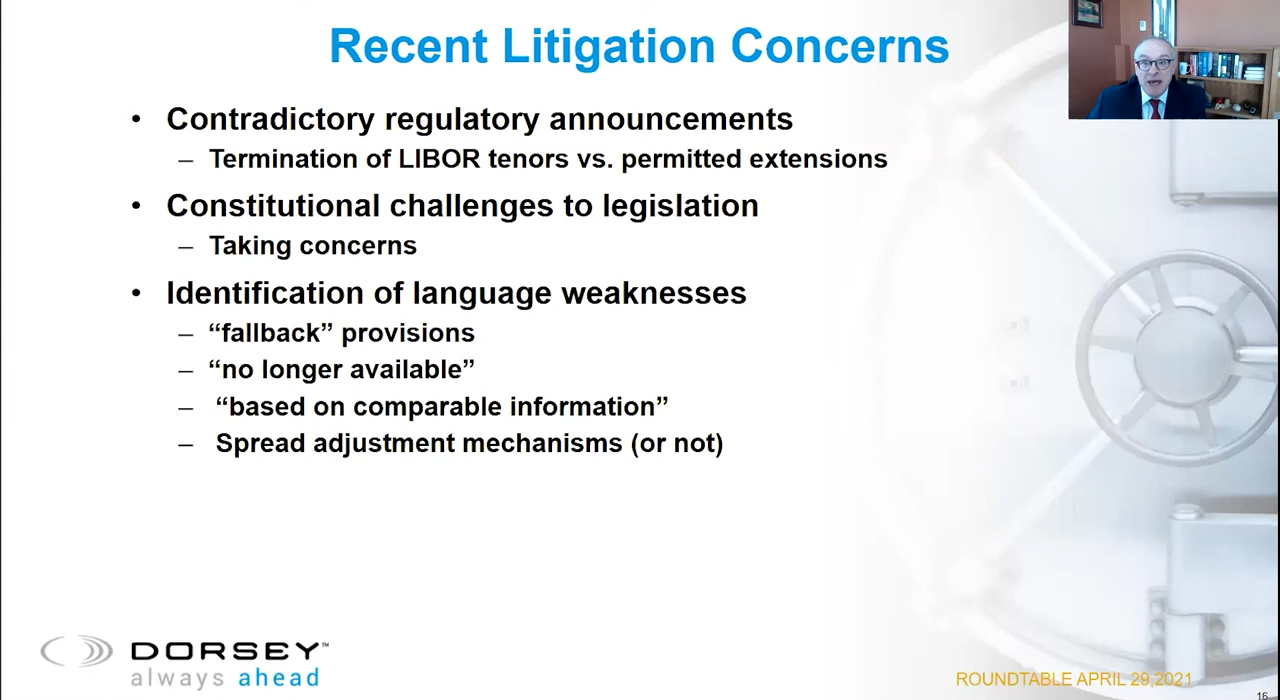 Recent Litigation Concerns
• Contradictory regulatory announcements
– Termination of LIBOR tenors vs. permitted extensions
• Constitutional challenges to legislation
– Taking concerns
• Identification of language weaknesses
– “fallback” provisions
– “no longer available”
– “based on comparable information”
– Spread adjustment mechanisms (or not)
DORSEY™
always ahead
ROUNDTABLE APRIL 29,2021
16